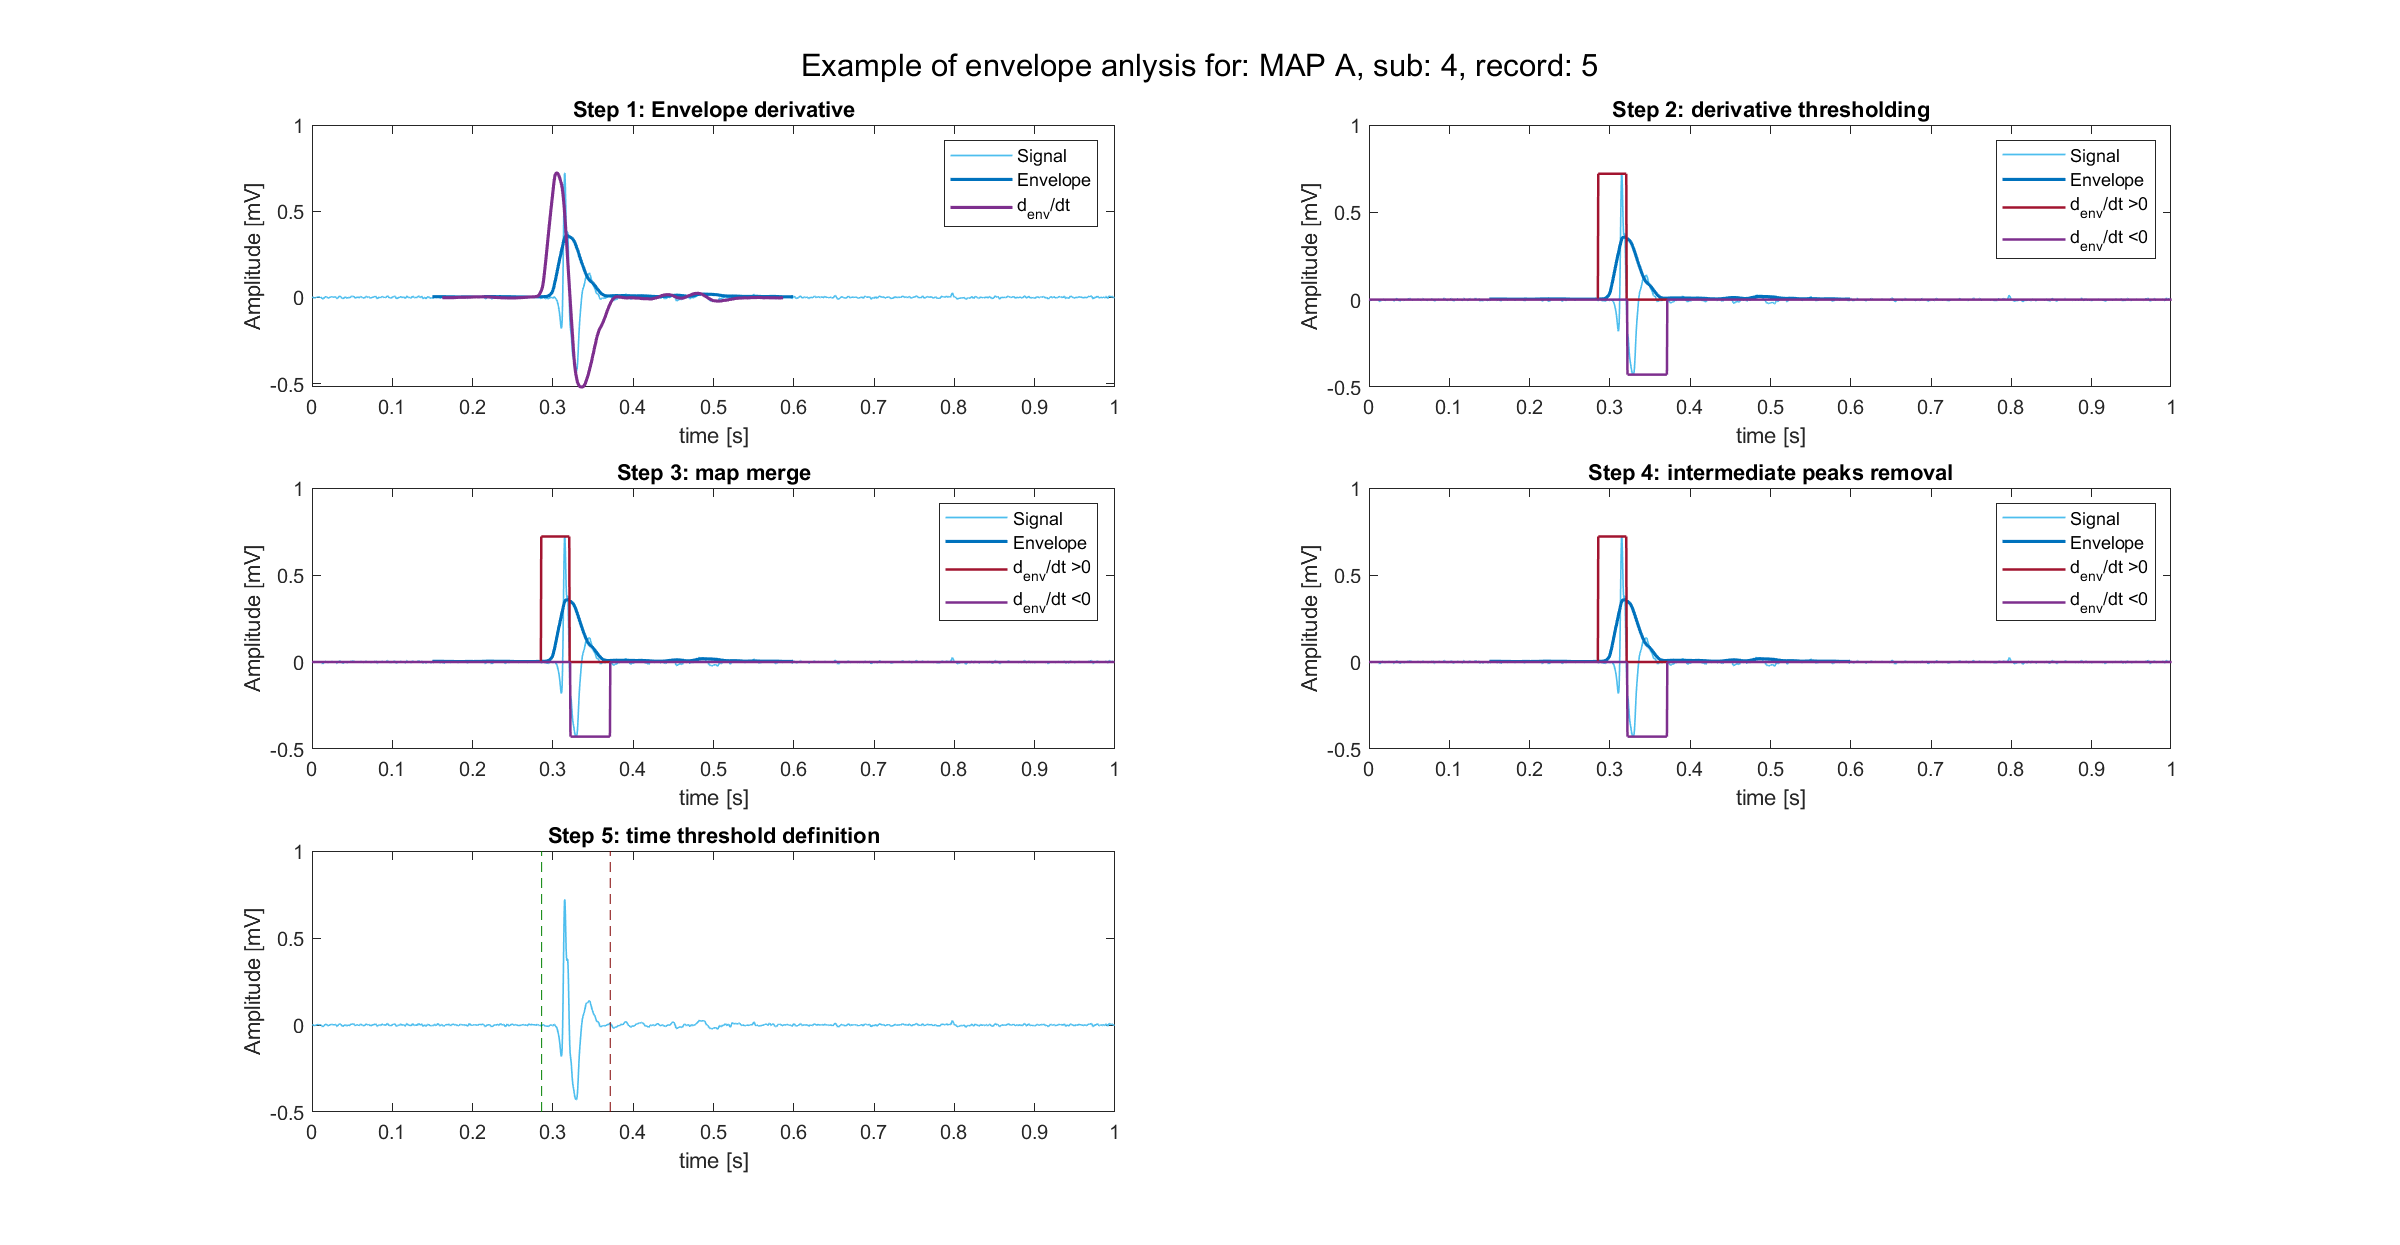 Example of envelope anlysis for: MAP A, sub: 4, record: 5
Step 1: Envelope derivative
1
0.5
0
-0.5
Amplitude [mV]
0 0.1 0.2 0.3 0.4 0.5 0.6 0.7 0.8 0.9 1
time [s]
Signal
Envelope
d_env/dt
Step 2: derivative thresholding
1
0.5
0
-0.5
Amplitude [mV]
0 0.1 0.2 0.3 0.4 0.5 0.6 0.7 0.8 0.9 1
time [s]
Signal
Envelope
d_env/dt >0
d_env/dt <0
Step 3: map merge
1
0.5
0
-0.5
Amplitude [mV]
0 0.1 0.2 0.3 0.4 0.5 0.6 0.7 0.8 0.9 1
time [s]
Signal
Envelope
d_env/dt >0
d_env/dt <0
Step 4: intermediate peaks removal
1
0.5
0
-0.5
Amplitude [mV]
0 0.1 0.2 0.3 0.4 0.5 0.6 0.7 0.8 0.9 1
time [s]
Signal
Envelope
d_env/dt >0
d_env/dt <0
Step 5: time threshold definition
1
0.5
0
-0.5
Amplitude [mV]
0 0.1 0.2 0.3 0.4 0.5 0.6 0.7 0.8 0.9 1
time [s]